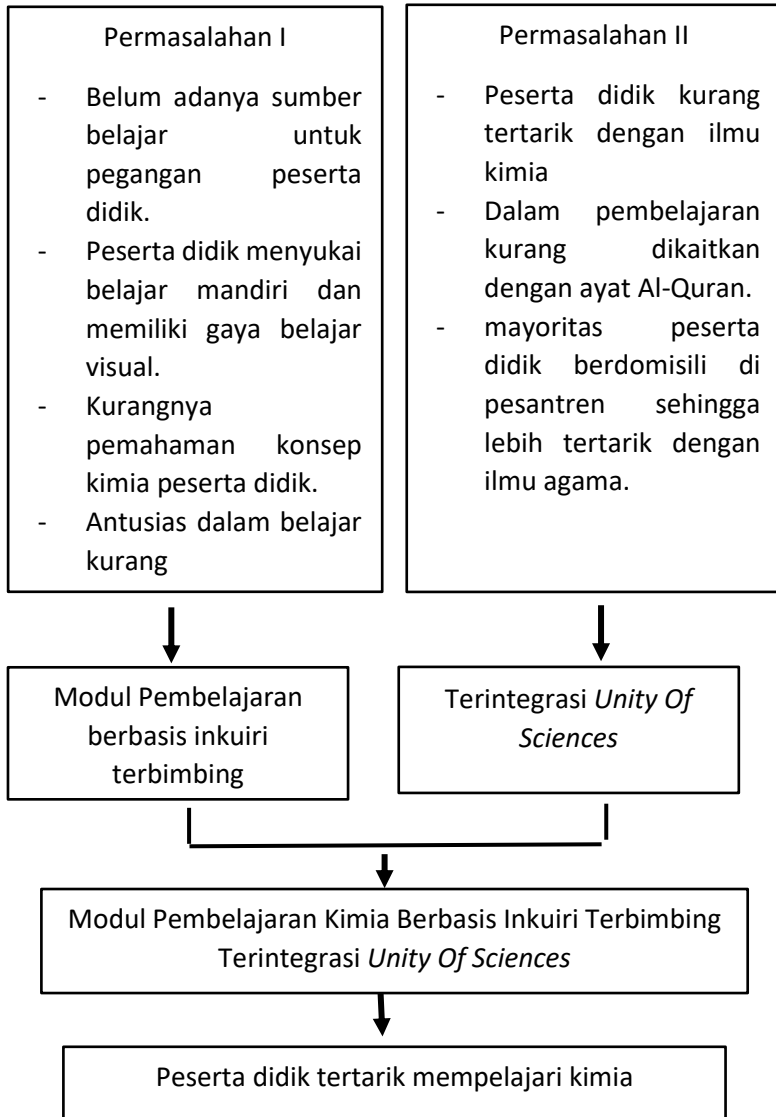 Permasalahan I
- Belum adanya sumber
belajar untuk
pegangan peserta
didik.
- Peserta didik menyukai
belajar mandiri dan
memiliki gaya belajar
visual.
- Kurangnya
pemahaman konsep
kimia peserta didik.
- Antusias dalam belajar
kurang
Permasalahan II
- Peserta didik kurang
tertarik dengan ilmu
kimia
- Dalam pembelajaran
kurang dikaitkan
dengan ayat Al-Quran.
- mayoritas peserta
didik berdomisili di
pesantren sehingga
lebih tertarik dengan
ilmu agama.
Modul Pembelajaran
berbasis inkuiri
terbimbing
Terintegrasi Unity Of
Sciences
Modul Pembelajaran Kimia Berbasis Inkuiri Terbimbing
Terintegrasi Unity Of Sciences
Peserta didik tertarik mempelajari kimia